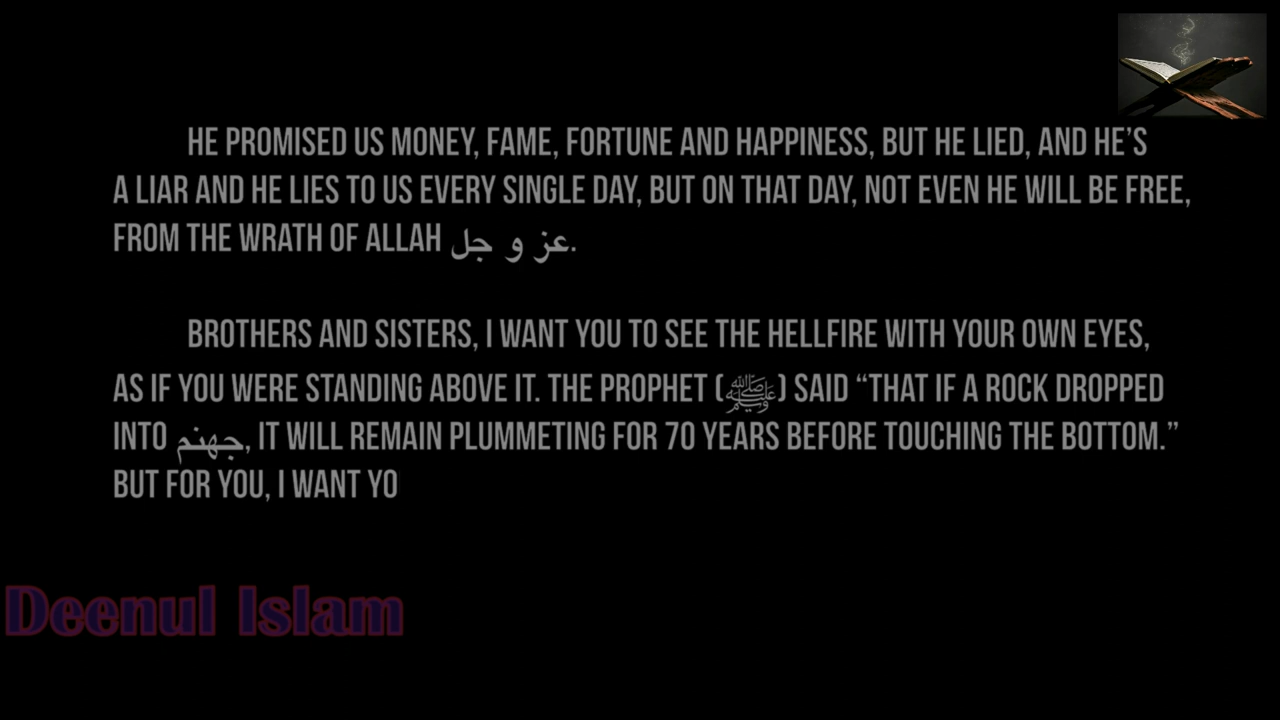 HE PROMISED US MONEY, FAME, FORTUNE AND HAPPINESS, BUT HE LIED, AND HE’S
A LIAR AND HE LIES TO US EVERY SINGLE DAY, BUT ON THAT DAY, NOT EVEN HE WILL BE FREE,
FROM THE WRATH OF ALLAH عز و جل.
BROTHERS AND SISTERS, I WANT YOU TO SEE THE HELLFIRE WITH YOUR OWN EYES,
AS IF YOU WERE STANDING ABOVE IT. THE PROPHET (ﷺ) SAID “THAT IF A ROCK DROPPED
INTO جهنم, IT WILL REMAIN PLUMMETING FOR 70 YEARS BEFORE TOUCHING THE BOTTOM.”
BUT FOR YOU, I WANT YO
Deenul Islam